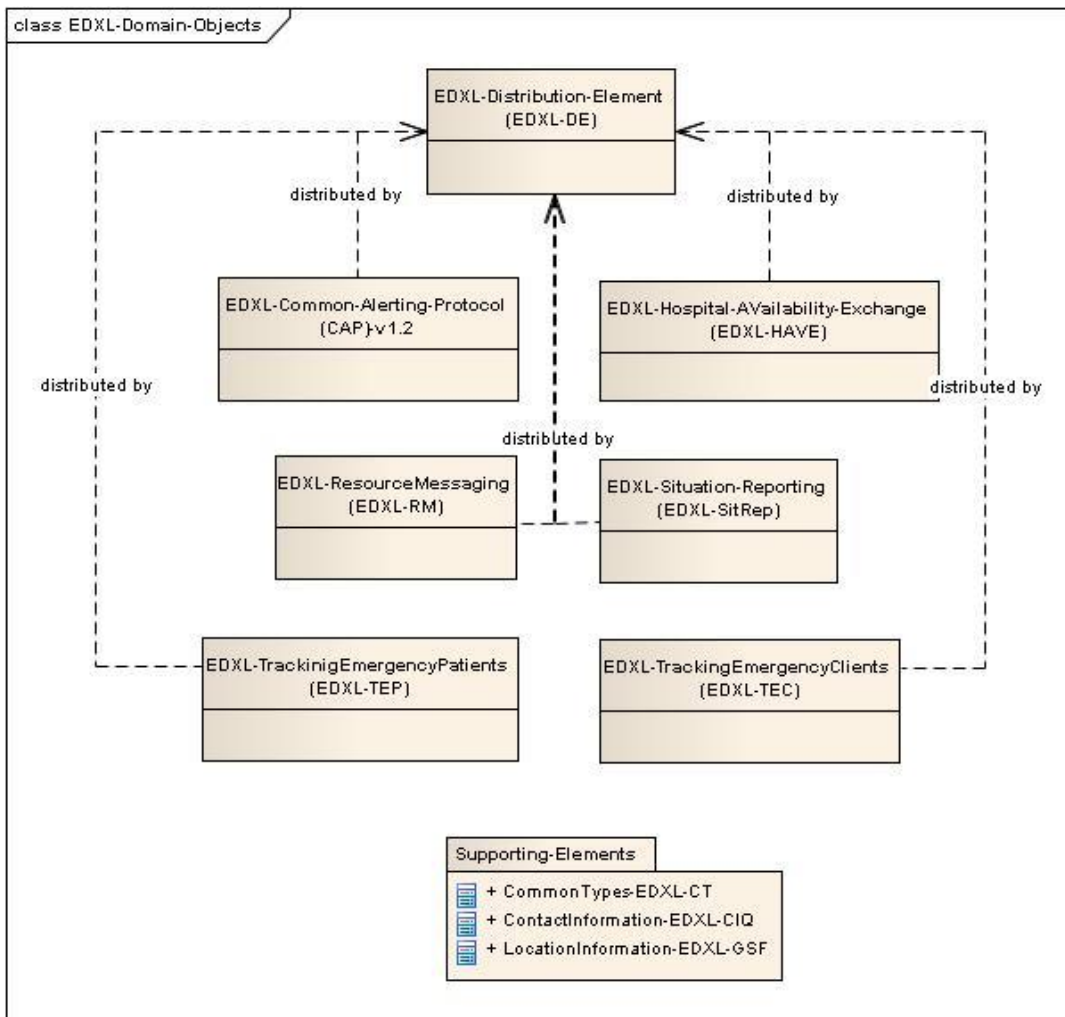 class EDXL-Domain-Objects
EDXL-Distribution-Element
(EDXL-DE)
distributed by
distributed by
EDXL-Common-Alerting-Protocol
(CAP)-v1.2
EDXL-Hospital-AVailability-Exchange
(EDXL-HAVE)
distributed by
distributed by
distributed by
EDXL-ResourceMessaging
(EDXL-RM)
EDXL-Situation-Reporting
(EDXL-SitRep)
EDXL-TrackinigEmergencyPatients
(EDXL-TEP)
EDXL-TrackingEmergencyClients
(EDXL-TEC)
Supporting-Elements
+ CommonTypes-EDXL-CT
+ ContactInformation-EDXL-CIQ
+ LocationInformation-EDXL-GSF